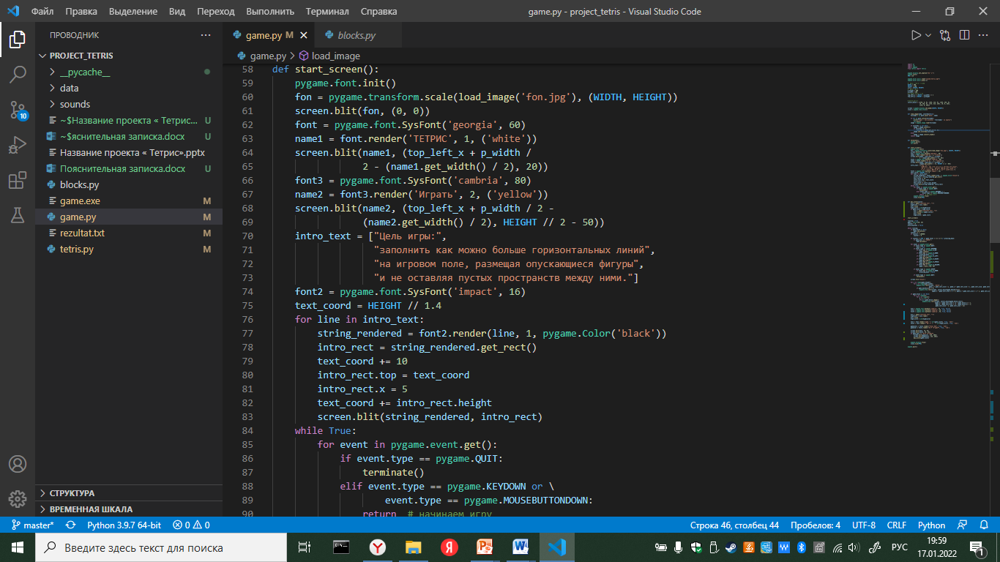 Файл Правка Выделение Вид Переход Выполнить Терминал Справка game.py - project_tetris - Visual Studio Code
ПРОВОДНИК
PROJECT_TETRIS
__pycache__
data
sounds
~$Название проекта « Тетрис... U
~$яснительная записка.docx U
Название проекта « Тетрис».pptx
Пояснительная записка.docx U
blocks.py
game.exe M
game.py M
rezultat.txt M
tetris.py M
СТРУКТУРА
ВРЕМЕННАЯ ШКАЛА
10
game.py M blocks.py
game.py > load_image
58 def start_screen():
59 pygame.font.init()
60 fon = pygame.transform.scale(load_image('fon.jpg'), (WIDTH, HEIGHT))
61 screen.blit(fon, (0, 0))
62 font = pygame.font.SysFont('georgia', 60)
63 name1 = font.render('ТЕТРИС', 1, ('white'))
64 screen.blit(name1, (top_left_x + p_width /
65 2 - (name1.get_width() / 2), 20))
66 font3 = pygame.font.SysFont('cambria', 80)
67 name2 = font3.render('Играть', 2, ('yellow'))
68 screen.blit(name2, (top_left_x + p_width / 2 -
69 (name2.get_width() / 2), HEIGHT // 2 - 50))
70 intro_text = ["Цель игры:",
71 "заполнить как можно больше горизонтальных линий",
72 "на игровом поле, размещая опускающиеся фигуры",
73 "и не оставляя пустых пространств между ними."]
74 font2 = pygame.font.SysFont('impact', 16)
75 text_coord = HEIGHT // 1.4
76 for line in intro_text:
77 string_rendered = font2.render(line, 1, pygame.Color('black'))
78 intro_rect = string_rendered.get_rect()
79 text_coord += 10
80 intro_rect.top = text_coord
81 intro_rect.x = 5
82 text_coord += intro_rect.height
83 screen.blit(string_rendered, intro_rect)
84 while True:
85 for event in pygame.event.get():
86 if event.type == pygame.QUIT:
87 terminate()
88 elif event.type == pygame.KEYDOWN or \
89 event.type == pygame.MOUSEBUTTONDOWN:
90 return # начинаем игру
master* Python 3.9.7 64-bit 0 0 Строка 46, столбец 44 Пробелов: 4 UTF-8 CRLF Python
Введите здесь текст для поиска
РУС
19:59
17.01.2022
1